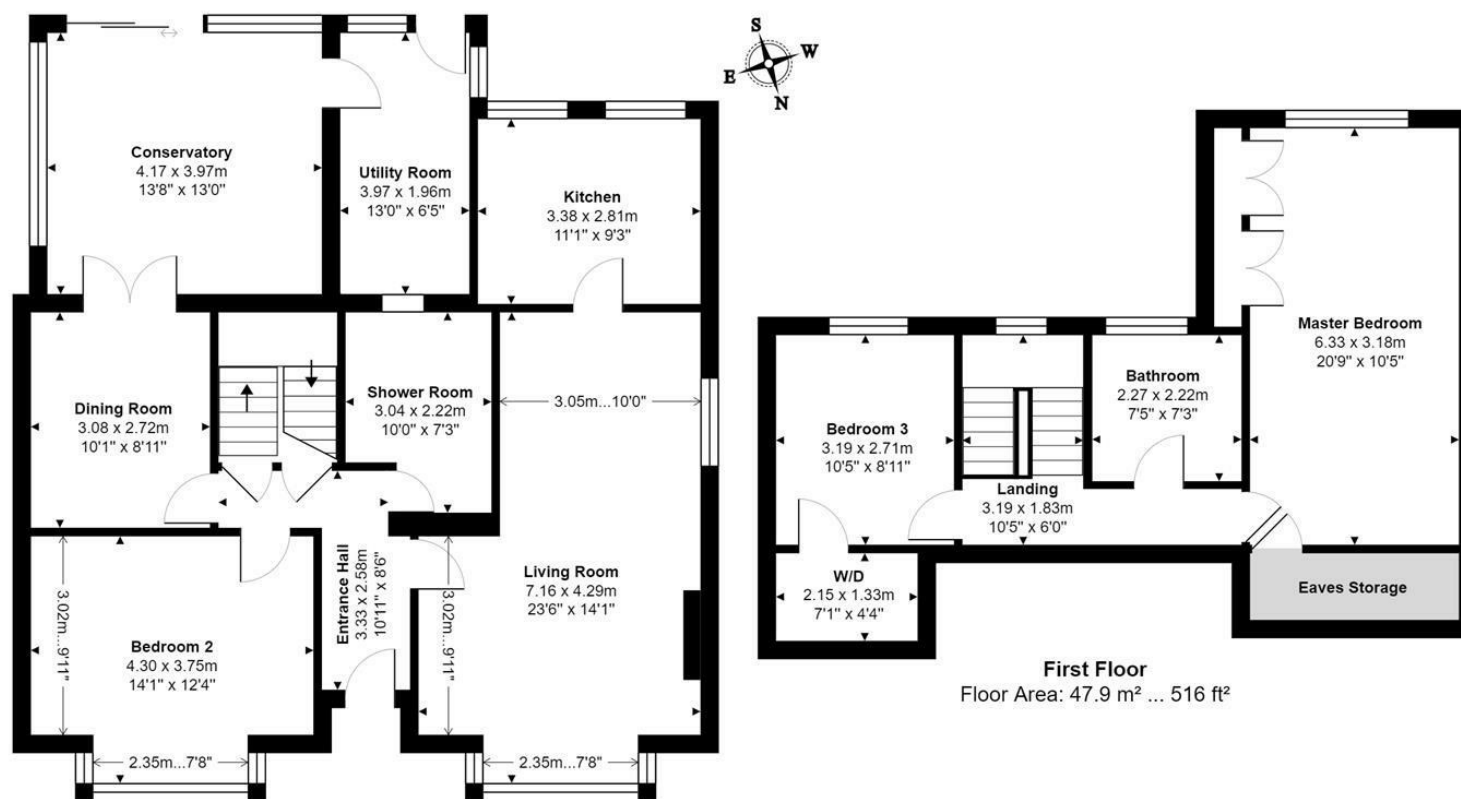 S
W
E
N
Conservatory
4.17 x 3.97m
13'8" x 13'0"
Utility Room
3.97 x 1.96m
13'0" x 6'5"
Kitchen
3.38 x 2.81m
11'1" x 9'3"
Dining Room
3.08 x 2.72m
10'1" x 8'11"
Shower Room
3.04 x 2.22m
10'0" x 7'3"
3.05m...10'0"
Entrance Hall
3.33 x 2.58m
10'11" x 8'6"
Living Room
7.16 x 4.29m
23'6" x 14'1"
3.02m...9'11"
3.02m...9'11"
Bedroom 2
4.30 x 3.75m
14'1" x 12'4"
2.35m...7'8"
2.35m...7'8"
Master Bedroom
6.33 x 3.18m
20'9" x 10'5"
Bathroom
2.27 x 2.22m
7'5" x 7'3"
Bedroom 3
3.19 x 2.71m
10'5" x 8'11"
Landing
3.19 x 1.83m
10'5" x 6'0"
W/D
2.15 x 1.33m
7'1" x 4'4"
Eaves Storage
First Floor
Floor Area: 47.9 m² ... 516 ft²